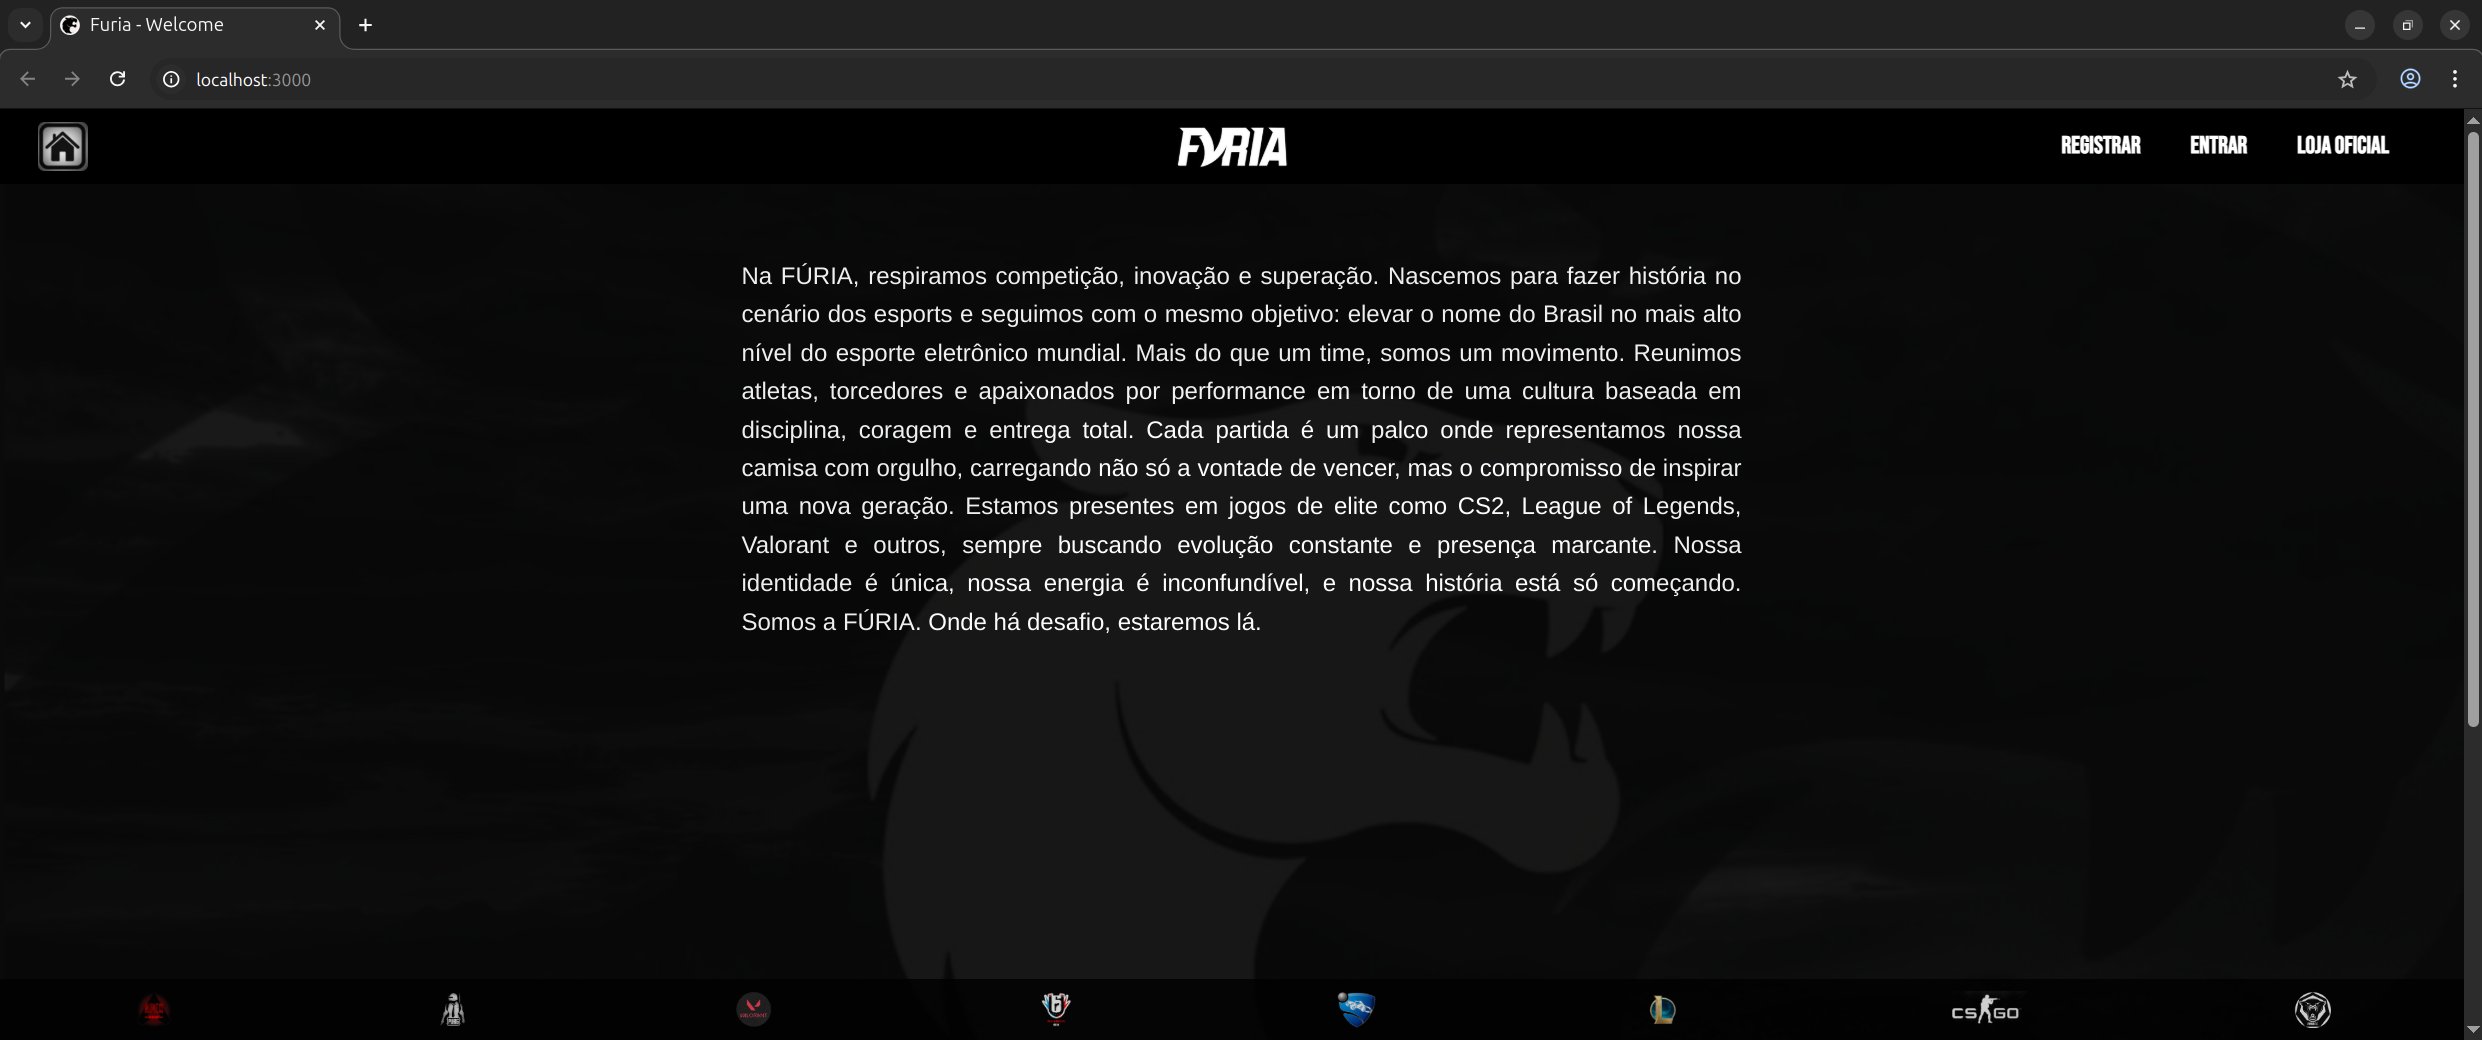 Furia - Welcome
localhost:3000
FURIA
REGISTRAR ENTRAR LOJA OFICIAL
Na FÚRIA, respiramos competição, inovação e superação. Nascemos para fazer história no
cenário dos esports e seguimos com o mesmo objetivo: elevar o nome do Brasil no mais alto
nível do esporte eletrônico mundial. Mais do que um time, somos um movimento. Reunimos
atletas, torcedores e apaixonados por performance em torno de uma cultura baseada em
disciplina, coragem e entrega total. Cada partida é um palco onde representamos nossa
camisa com orgulho, carregando não só a vontade de vencer, mas o compromisso de inspirar
uma nova geração. Estamos presentes em jogos de elite como CS2, League of Legends,
Valorant e outros, sempre buscando evolução constante e presença marcante. Nossa
identidade é única, nossa energia é inconfundível, e nossa história está só começando.
Somos a FÚRIA. Onde há desafio, estaremos lá.
PUBG VALORANT CS GO